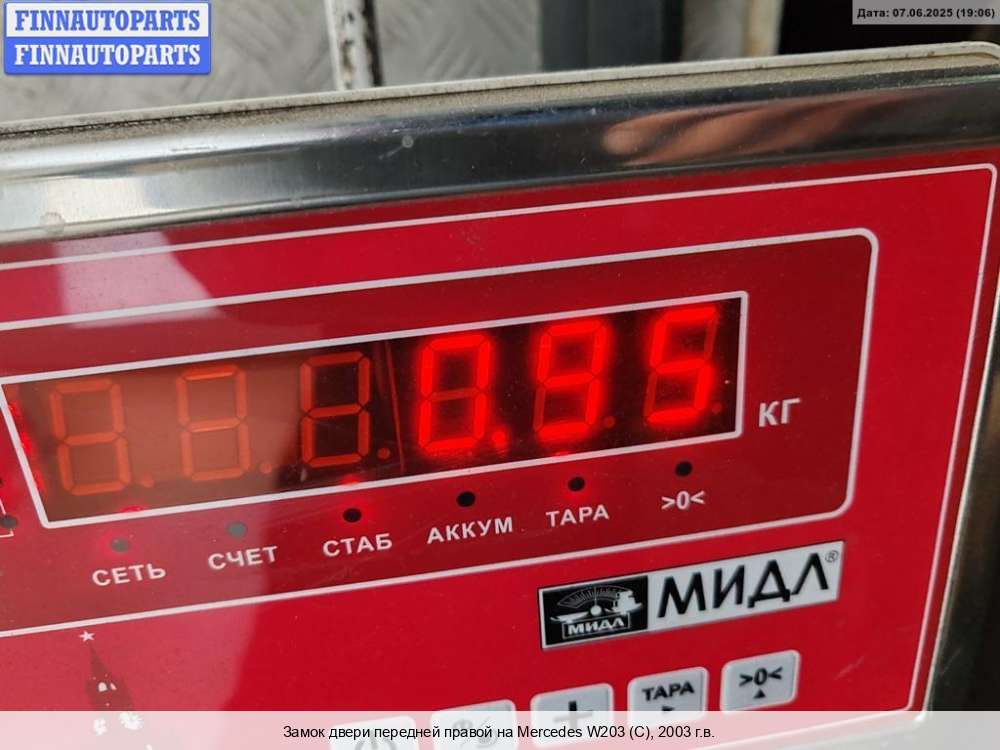 FINNAUTOPARTS
FINNAUTOPARTS
Дата: 07.06.2025 (19:06)
0.95
КГ
СЕТЬ
СЧЕТ
СТАБ
АККУМ
ТАРА
>0<
МИДЛ
МИДЛ®
ТАРА
>0<
Замок двери передней правой на Mercedes W203 (C), 2003 г.в.